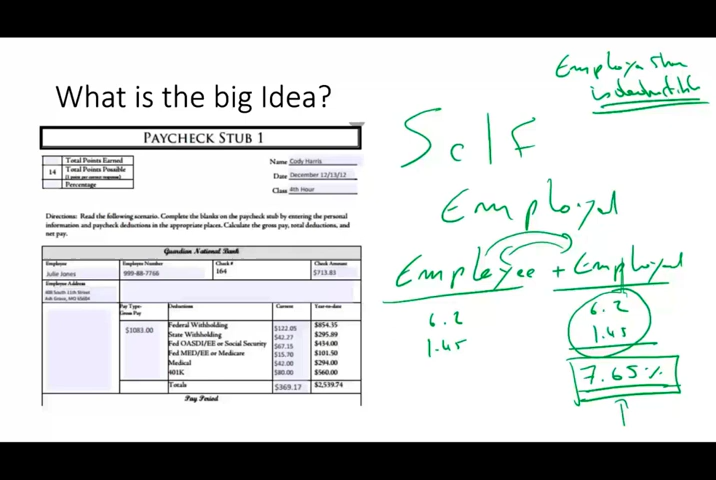 What is the big Idea?
PAYCHECK STUB 1
14
Total Points Earned
Total Points Possible
(1 point per correct response)
Percentage
Name Cody Harris
Date December 12/13/12
Class 4th Hour
Directions: Read the following scenario. Complete the blanks on the paycheck stub by entering the personal
information and paycheck deductions in the appropriate places. Calculate the gross pay, total deductions, and
net pay.
Guardian National Bank
Employee
Julie Jones
Employee Number
999-88-7766
Check #
164
Check Amount
$713.83
Employee Address
Pay Type-
Gross Pay
Deductions
Current
Year-to-date
$1083.00
Federal Withholding $122.05 $854.35
State Withholding $42.27 $295.89
Fed OASDI/EE or Social Security $67.15 $434.00
Fed MED/EE or Medicare $15.70 $101.50
Medical $42.00 $294.00
401K $80.00 $560.00
Totals $369.17 $2,539.74
Pay Period
is deductible
Self
Employed
Employee +
6.2
1.45
6.2
1.45
7.65%